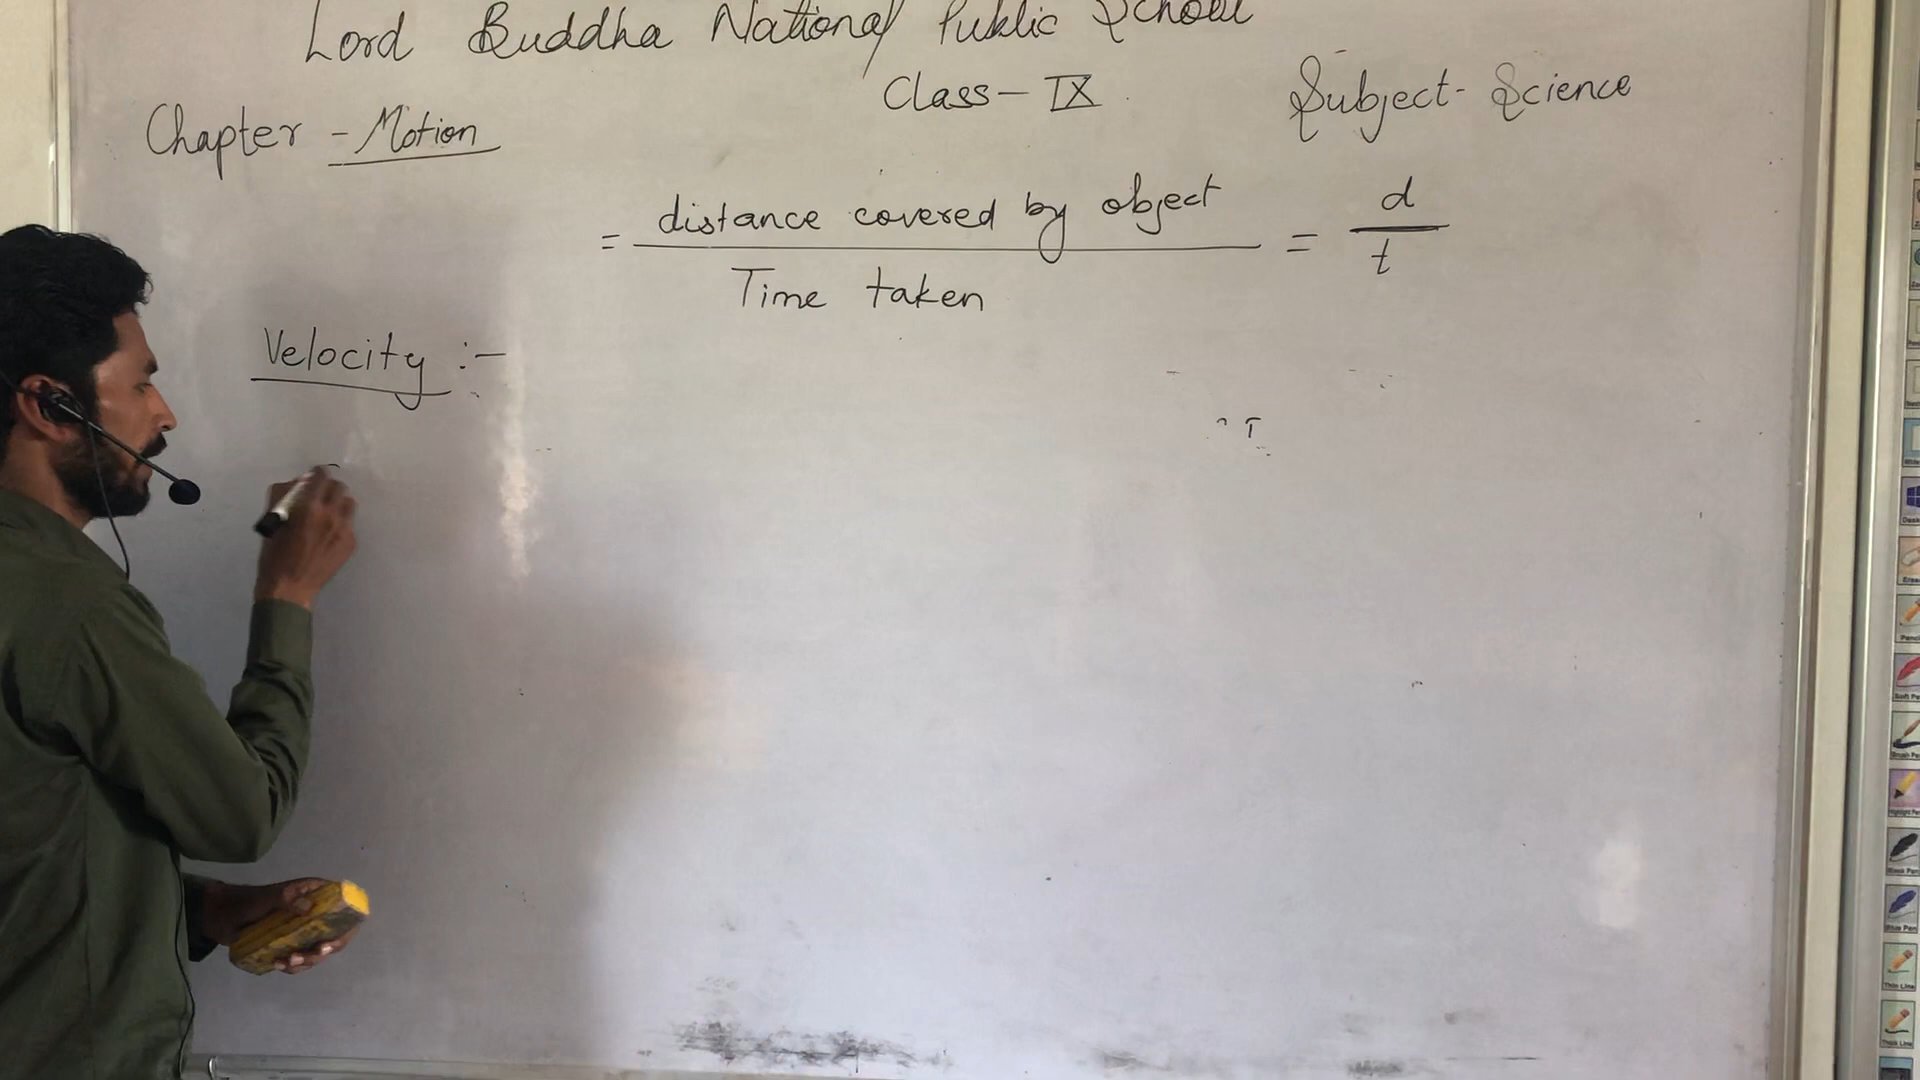 Lord Buddha National Public School
Class - IX
Subject - Science
Chapter - Motion
= distance covered by object / Time taken = d / t
Velocity :-